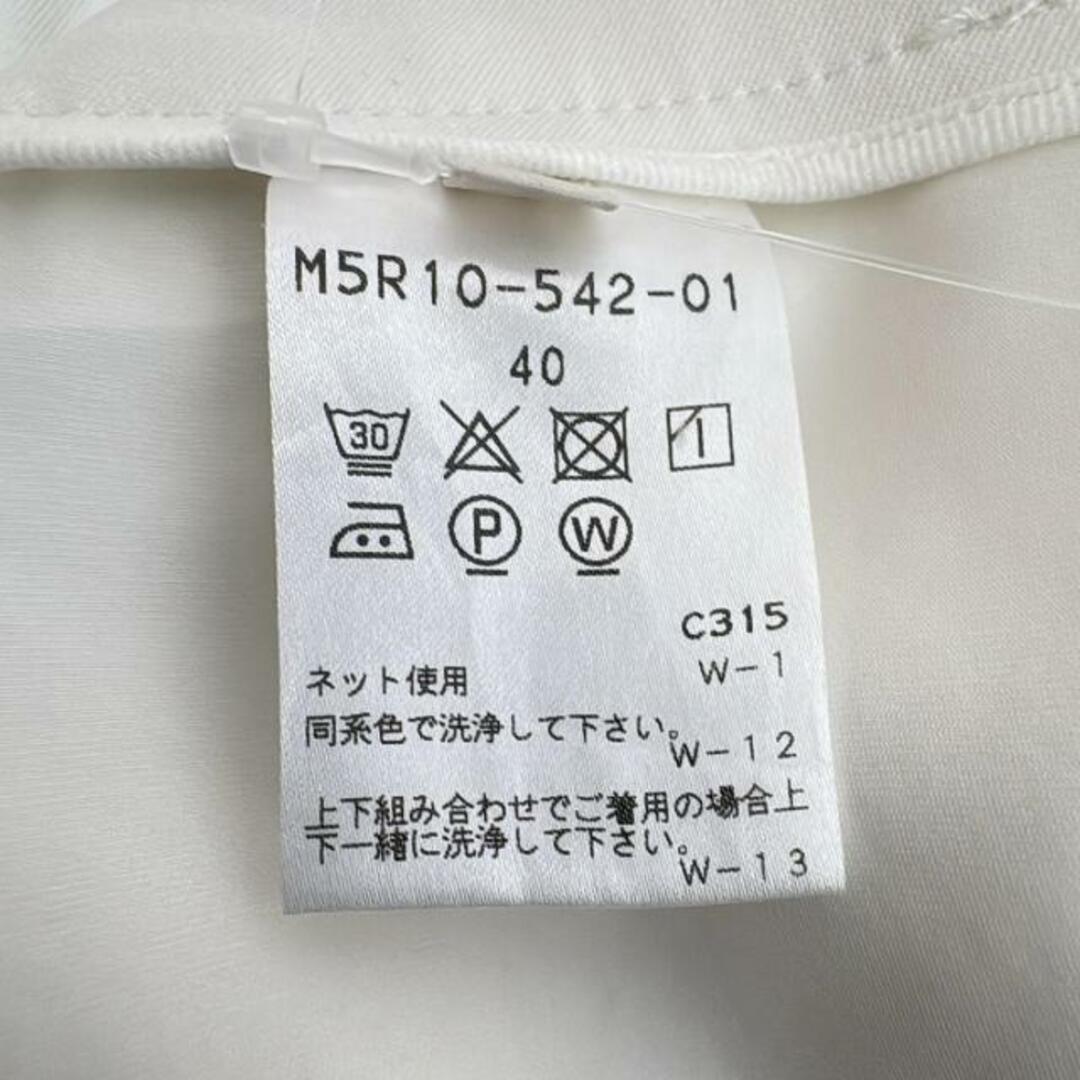 M5R10-542-01
40
30
P W
C315
ネット使用 W-1
同系色で洗浄して下さい。 W-12
上下組み合わせでご着用の場合上
下一緒に洗浄して下さい。 W-13